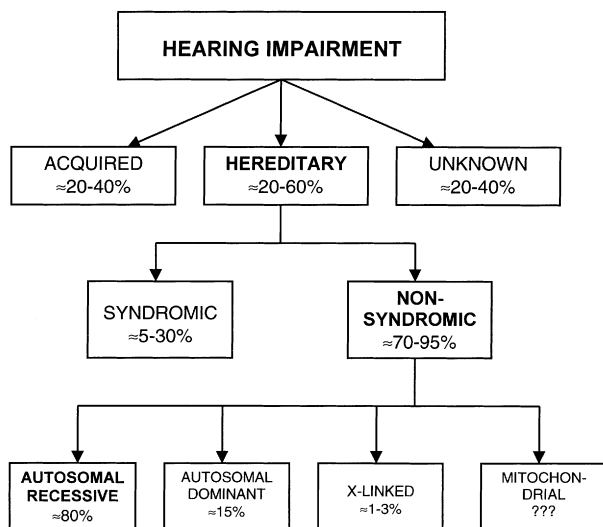 HEARING IMPAIRMENT
ACQUIRED
≈20-40%
HEREDITARY
≈20-60%
UNKNOWN
≈20-40%
SYNDROMIC
≈5-30%
NON-
SYNDROMIC
≈70-95%
AUTOSOMAL
RECESSIVE
≈80%
AUTOSOMAL
DOMINANT
≈15%
X-LINKED
≈1-3%
MITOCHON-
DRIAL
???